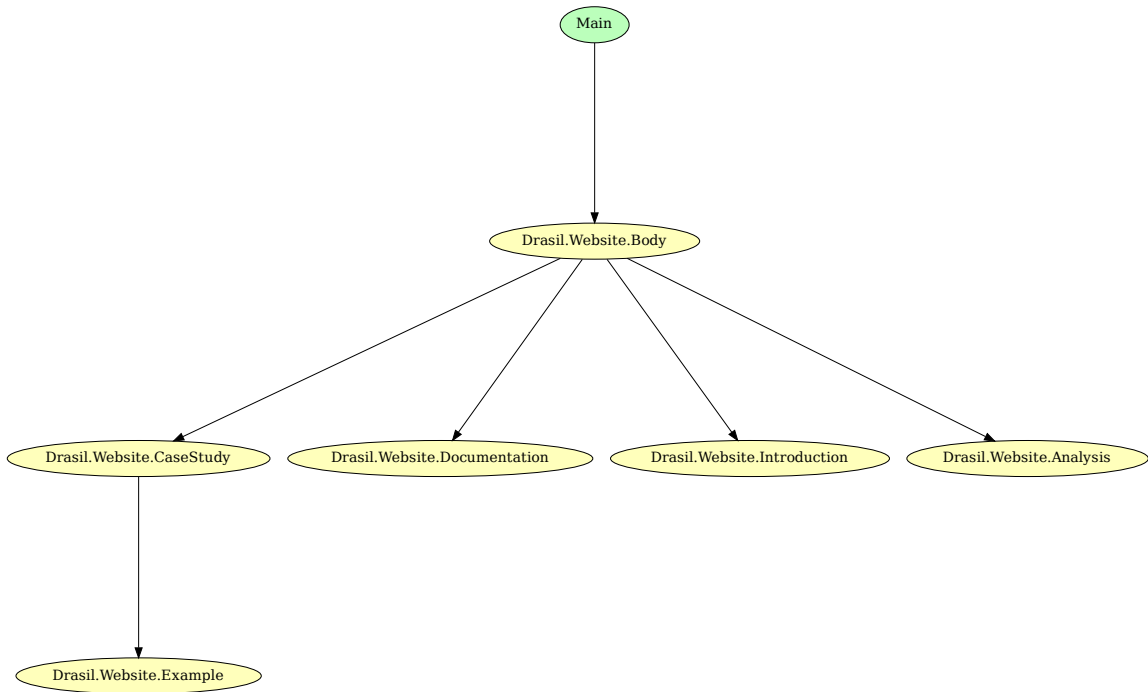 Main
Drasil.Website.Body
Drasil.Website.CaseStudy
Drasil.Website.Documentation
Drasil.Website.Introduction
Drasil.Website.Analysis
Drasil.Website.Example